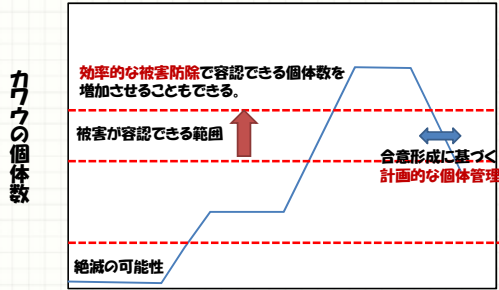 カワウの個体数
効率的な被害防除で容認できる個体数を
増加させることもできる。
被害が容認できる範囲
合意形成に基づく
計画的な個体管理
絶滅の可能性